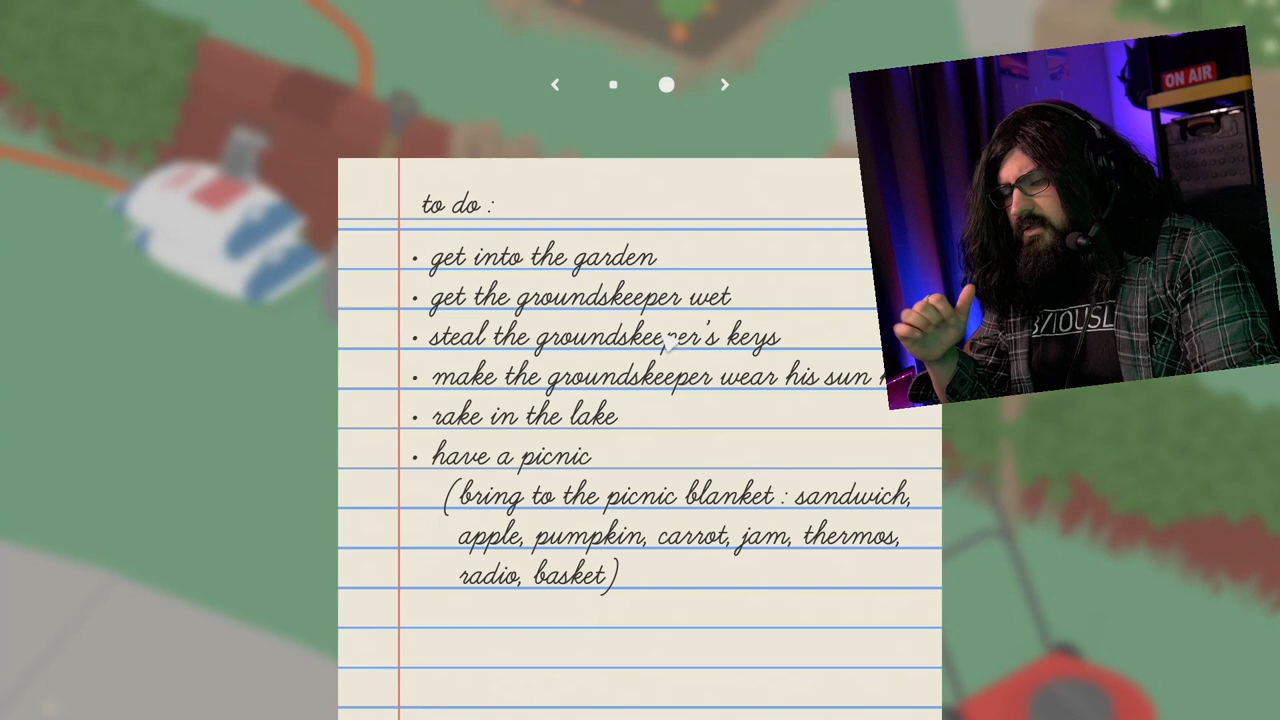 to do :
• get into the garden
• get the groundskeeper wet
• steal the groundskeeper's keys
• make the groundskeeper wear his sun
• rake in the lake
• have a picnic
(bring to the picnic blanket : sandwich,
apple, pumpkin, carrot, jam, thermos,
radio, basket)
ON AIR